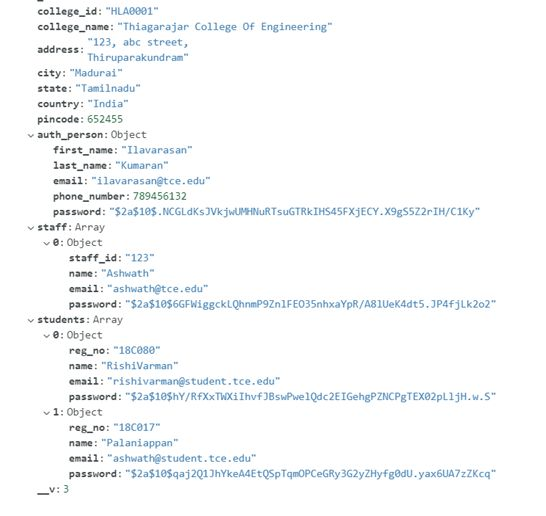 college_id: "HLA0001"
college_name: "Thiagarajar College Of Engineering"
address: "123, abc street,
Thiruparakundram"
city: "Madurai"
state: "Tamilnadu"
country: "India"
pincode: 652455
auth_person: Object
first_name: "Ilavarasan"
last_name: "Kumaran"
email: "ilavarasan@tce.edu"
phone_number: 789456132
password: "$2a$10$.NCGLdKsJVkjwUMHNuRTsuGTRkIHS45FXjECY.X9gS5Z2rIH/C1Ky"
staff: Array
0: Object
staff_id: "123"
name: "Ashwath"
email: "ashwath@tce.edu"
password: "$2a$10$6GFWiggckLQhnmP9ZnlFEO35nhxaYpR/A8lUeK4dt5.JP4fjLk2o2"
students: Array
0: Object
reg_no: "18C080"
name: "RishiVarman"
email: "rishivarman@student.tce.edu"
password: "$2a$10$hY/RfXxTWXiIhvfJBswPwelQdc2EIGehgPZNCPgTEX02pLljH.w.S"
1: Object
reg_no: "18C017"
name: "Palaniappan"
email: "ashwath@student.tce.edu"
password: "$2a$10$qaj2Q1JhYkeA4EtQSpTqmOPCeGRy3G2yZHyfg0dU.yax6UA7zZKcq"
__v: 3